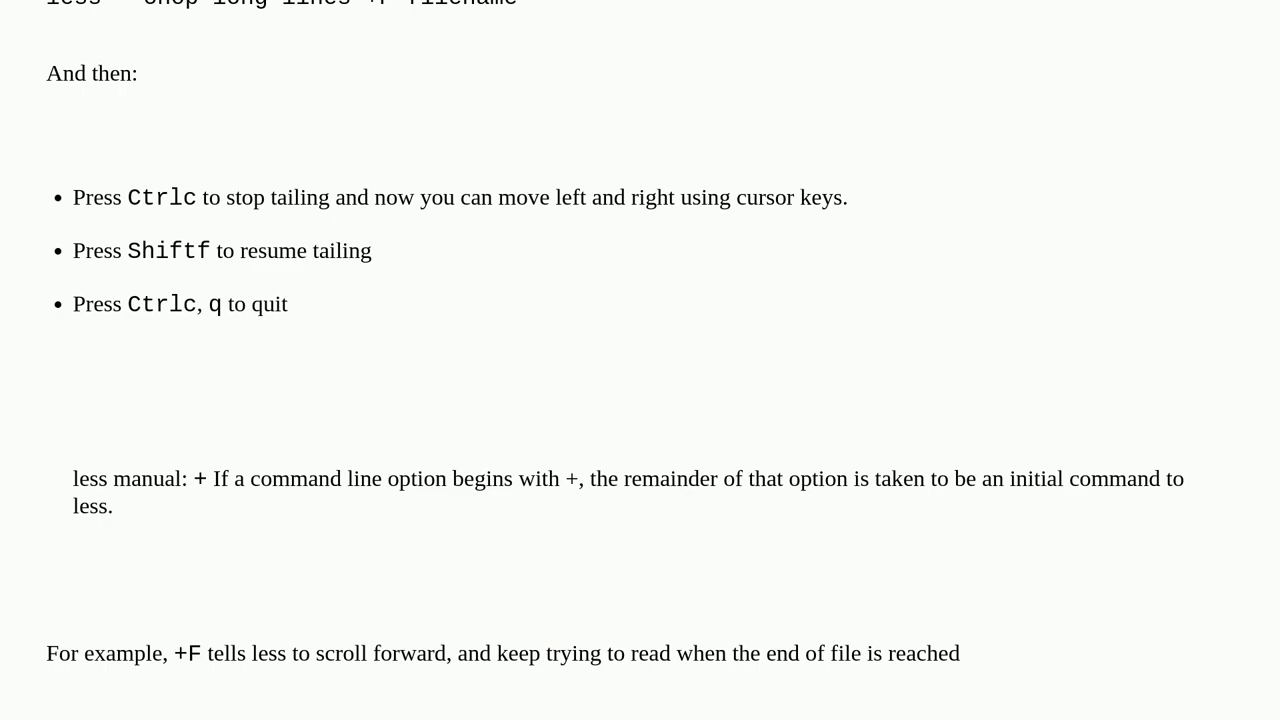 And then:
• Press Ctrlc to stop tailing and now you can move left and right using cursor keys.
• Press Shiftf to resume tailing
• Press Ctrlc, q to quit
less manual: + If a command line option begins with +, the remainder of that option is taken to be an initial command to
less.
For example, +F tells less to scroll forward, and keep trying to read when the end of file is reached